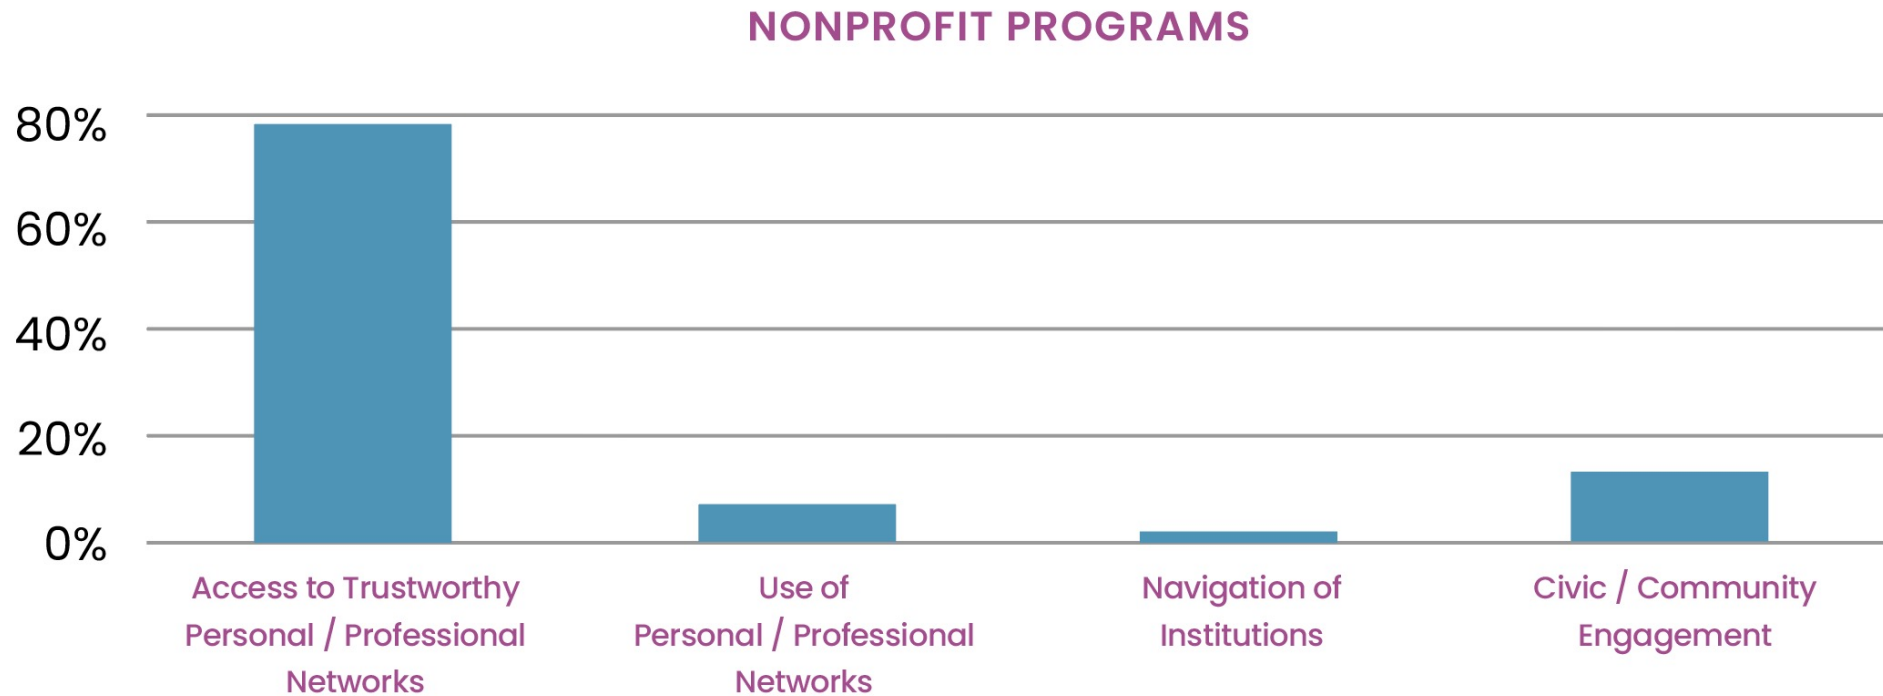 NONPROFIT PROGRAMS
80%
60%
40%
20%
0%
Access to Trustworthy
Personal / Professional
Networks
Use of
Personal / Professional
Networks
Navigation of
Institutions
Civic / Community
Engagement